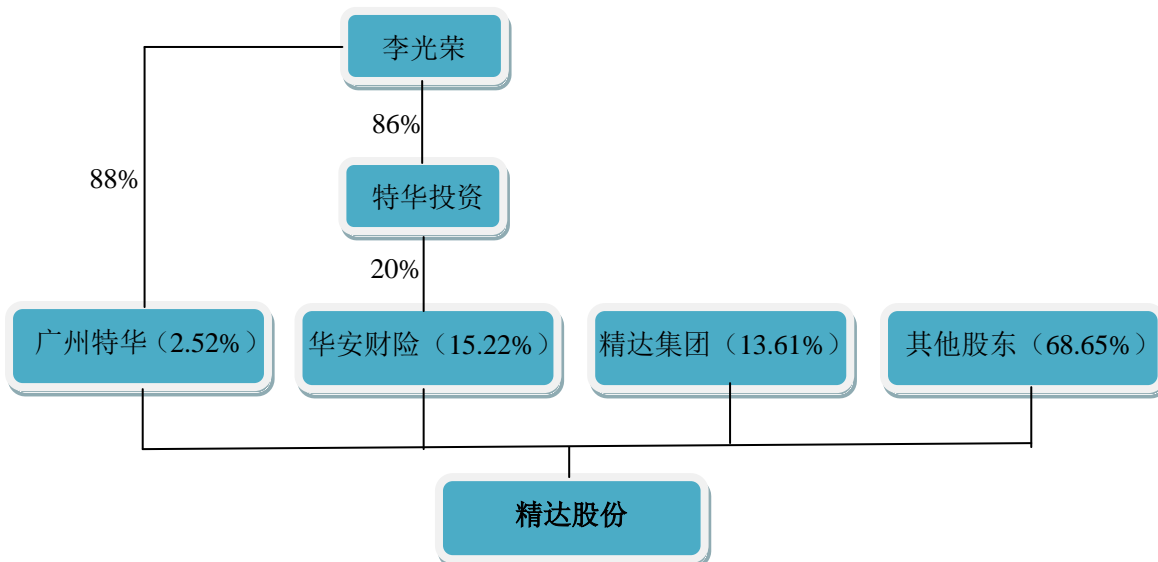 李光荣
86%
88%
特华投资
20%
广州特华（2.52%）
华安财险（15.22%）
精达集团（13.61%）
其他股东（68.65%）
精达股份